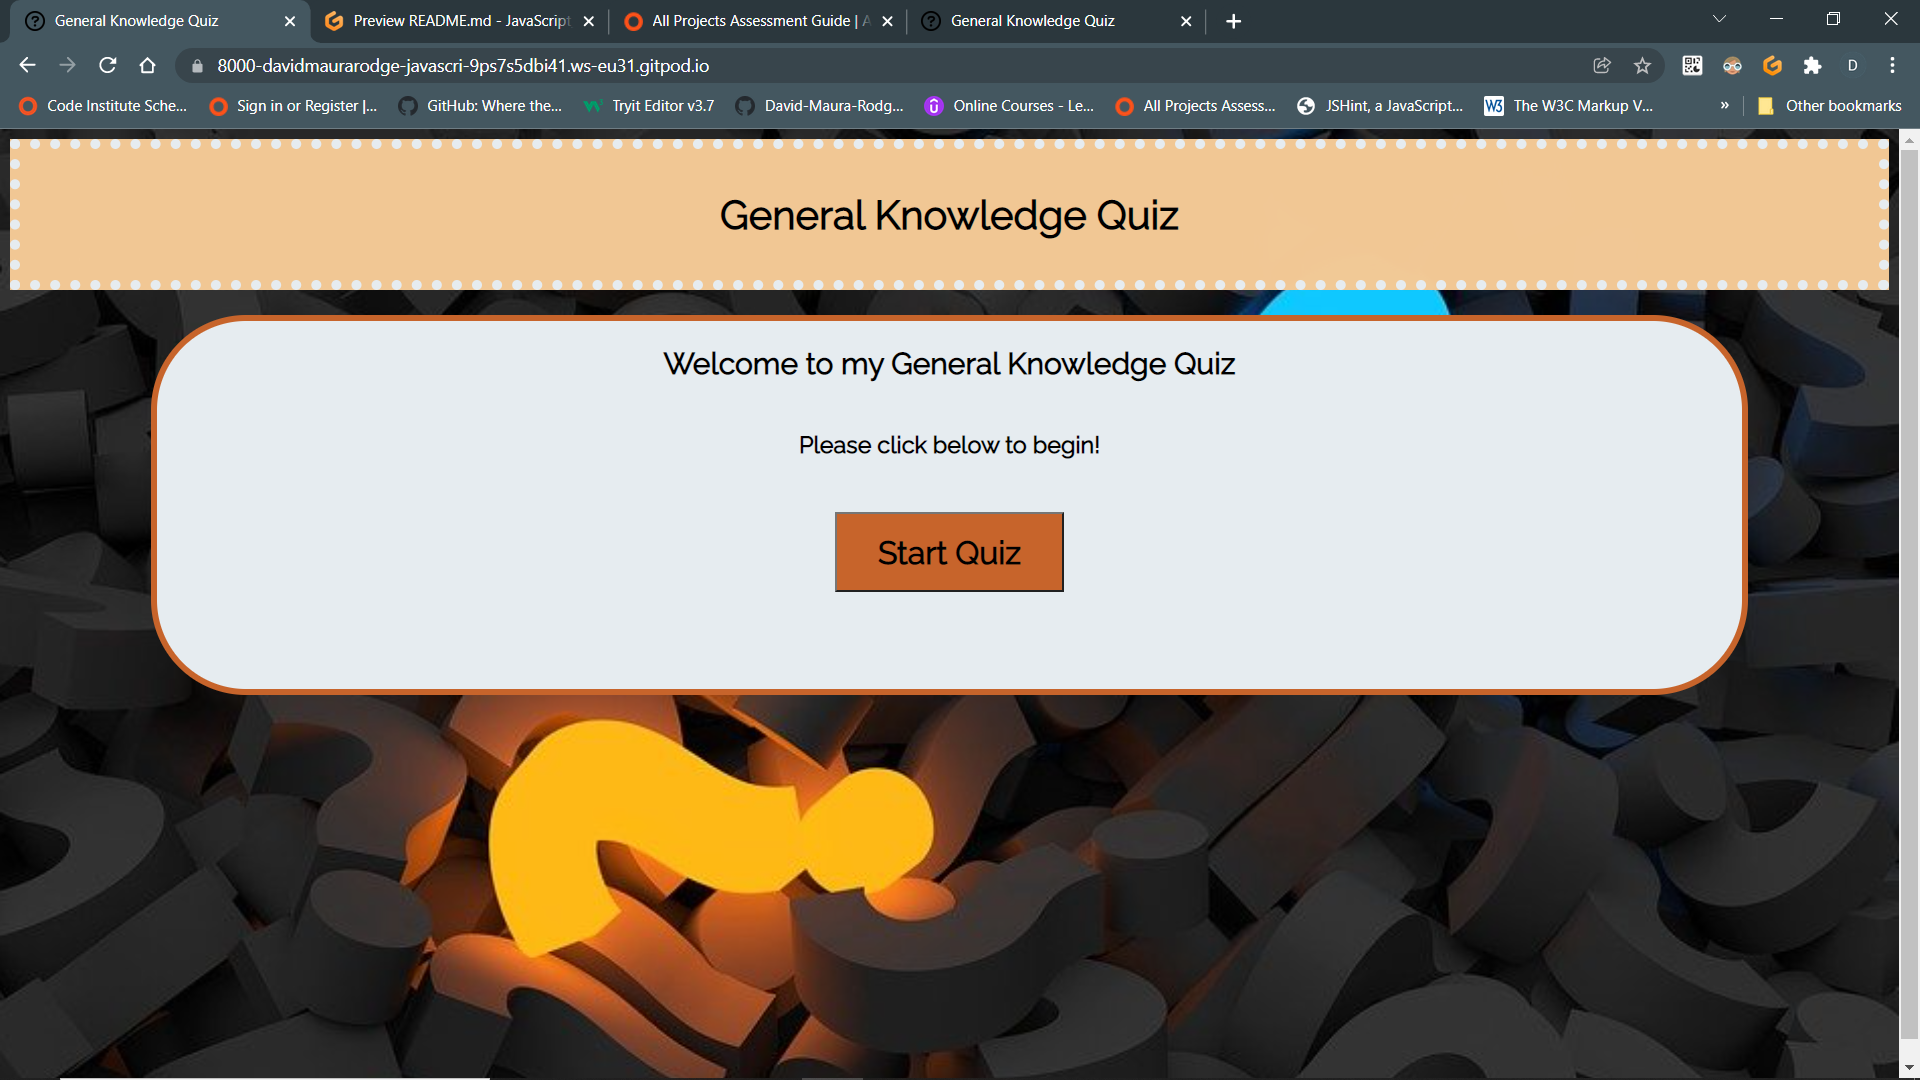 General Knowledge Quiz
Preview README.md - JavaScript
All Projects Assessment Guide | A
General Knowledge Quiz
8000-davidmaurarodge-javascri-9ps7s5dbi41.ws-eu31.gitpod.io
D
Code Institute Sche...
Sign in or Register |...
GitHub: Where the...
Tryit Editor v3.7
David-Maura-Rodg...
Online Courses - Le...
All Projects Assess...
JSHint, a JavaScript...
W3
The W3C Markup V...
»
Other bookmarks
General Knowledge Quiz
Welcome to my General Knowledge Quiz
Please click below to begin!
Start Quiz